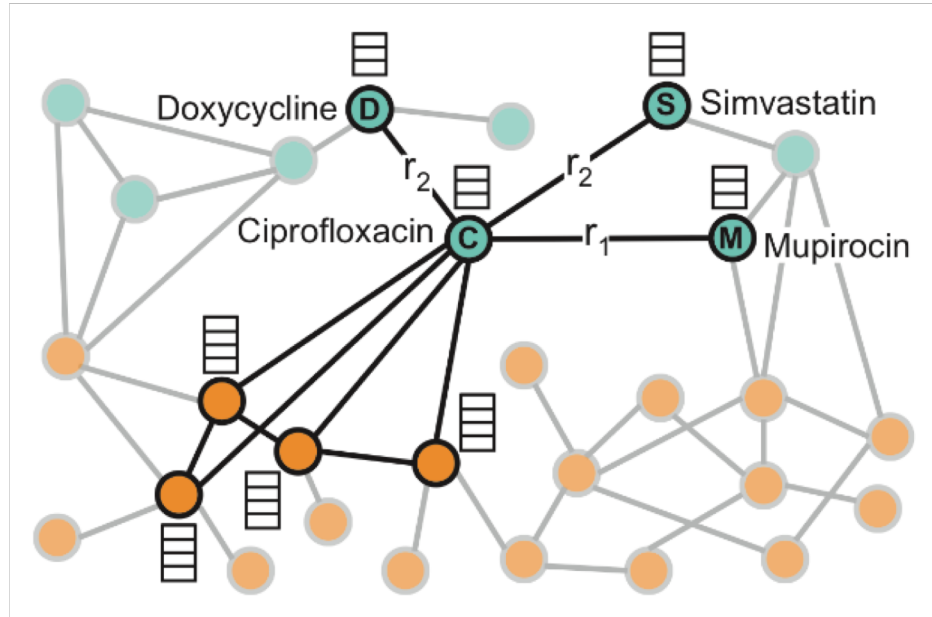 Doxycycline D
S Simvastatin
r2
r2
Ciprofloxacin C
r1
M Mupirocin